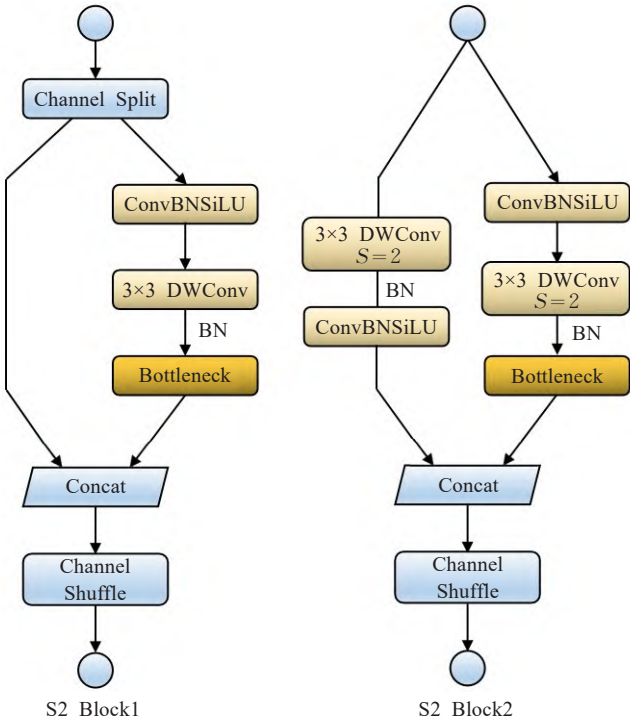 Channel Split
ConvBNSiLU
3×3 DWConv
BN
Bottleneck
Concat
Channel
Shuffle
S2 Block1
3×3 DWConv
S=2
BN
ConvBNSiLU
ConvBNSiLU
3×3 DWConv
S=2
BN
Bottleneck
Concat
Channel
Shuffle
S2 Block2